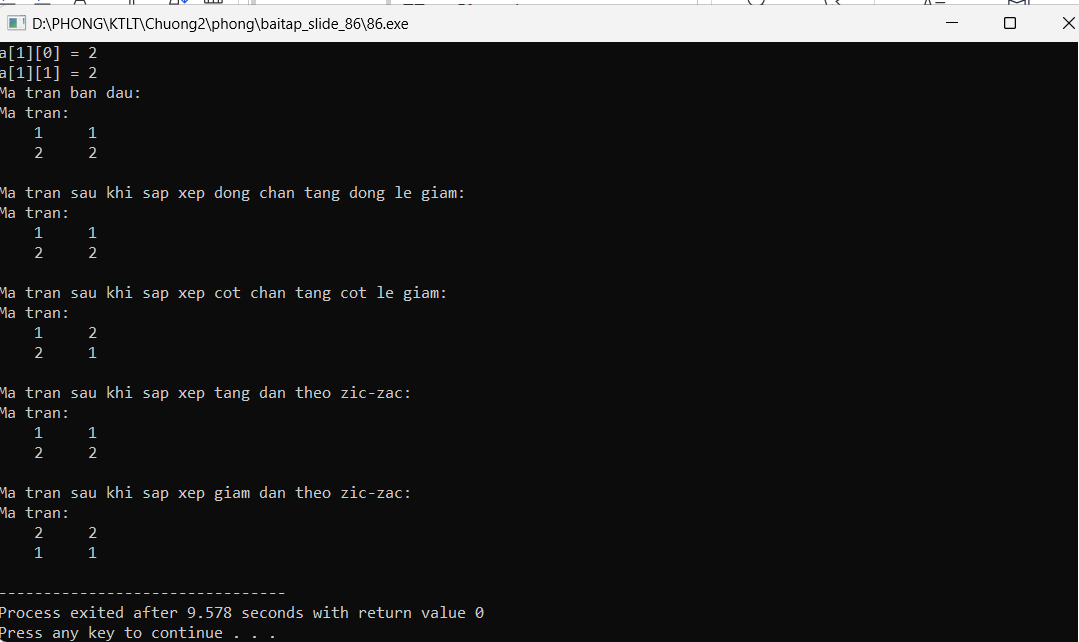 D:\PHONG\KTLT\Chuong2\phong\baitap_slide_86\86.exe
a[1][0] = 2
a[1][1] = 2
Ma tran ban dau:
Ma tran:
1 1
2 2
Ma tran sau khi sap xep dong chan tang dong le giam:
Ma tran:
1 1
2 2
Ma tran sau khi sap xep cot chan tang cot le giam:
Ma tran:
1 2
2 1
Ma tran sau khi sap xep tang dan theo zic-zac:
Ma tran:
1 1
2 2
Ma tran sau khi sap xep giam dan theo zic-zac:
Ma tran:
2 2
1 1
--------------------------------
Process exited after 9.578 seconds with return value 0
Press any key to continue . . .